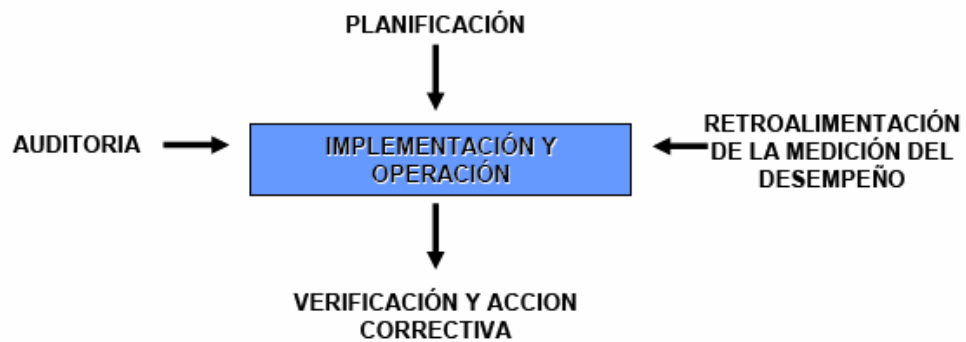 PLANIFICACIÓN
AUDITORIA
IMPLEMENTACIÓN Y
OPERACIÓN
RETROALIMENTACIÓN
DE LA MEDICIÓN DEL
DESEMPEÑO
VERIFICACIÓN Y ACCION
CORRECTIVA